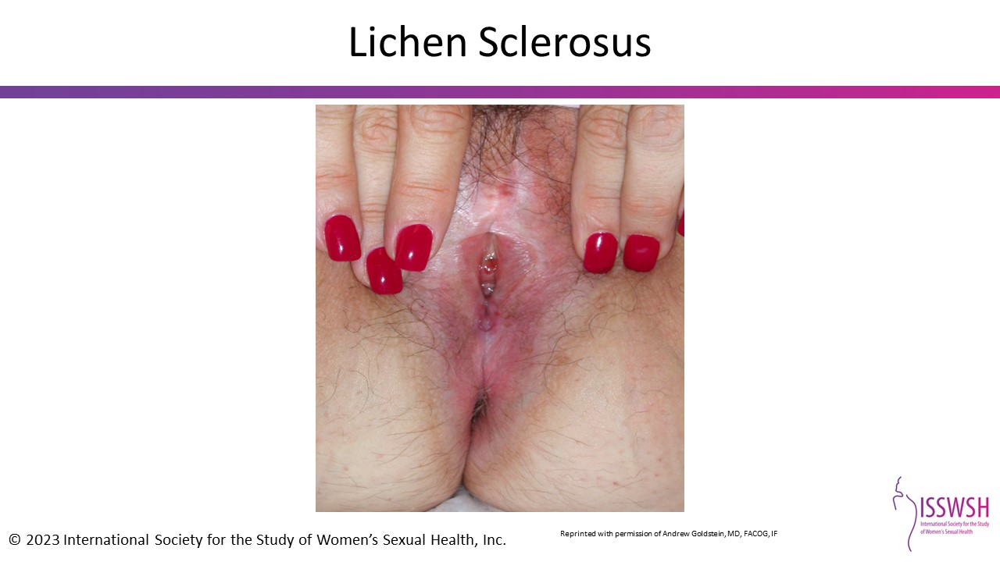 Lichen Sclerosus
ISSWSH
International Society for the Study
of Women's Sexual Health
© 2023 International Society for the Study of Women's Sexual Health, Inc.
Reprinted with permission of Andrew Goldstein, MD, FACOG, IF